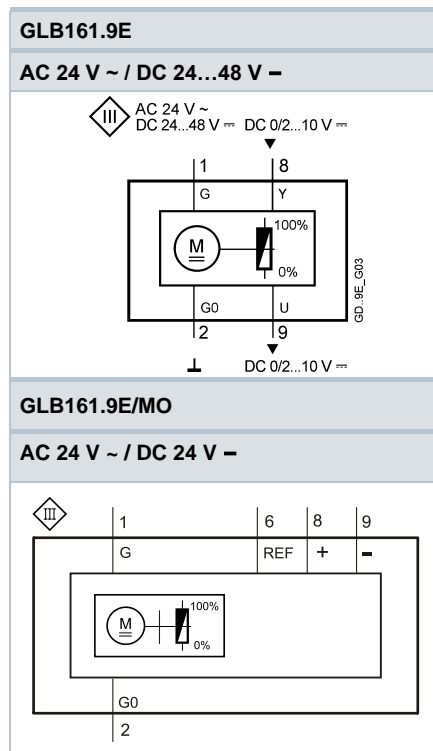 GLB161.9E
AC 24 V ~ / DC 24...48 V ⎓
III
AC 24 V ~
DC 24...48 V ⎓ DC 0/2...10 V ⎓
1 8
G Y
100%
M
0%
G0 U
2 9
DC 0/2...10 V ⎓
GD..9E_G03
GLB161.9E/MO
AC 24 V ~ / DC 24 V ⎓
III
1 6 8 9
G REF + -
100%
M
0%
G0
2